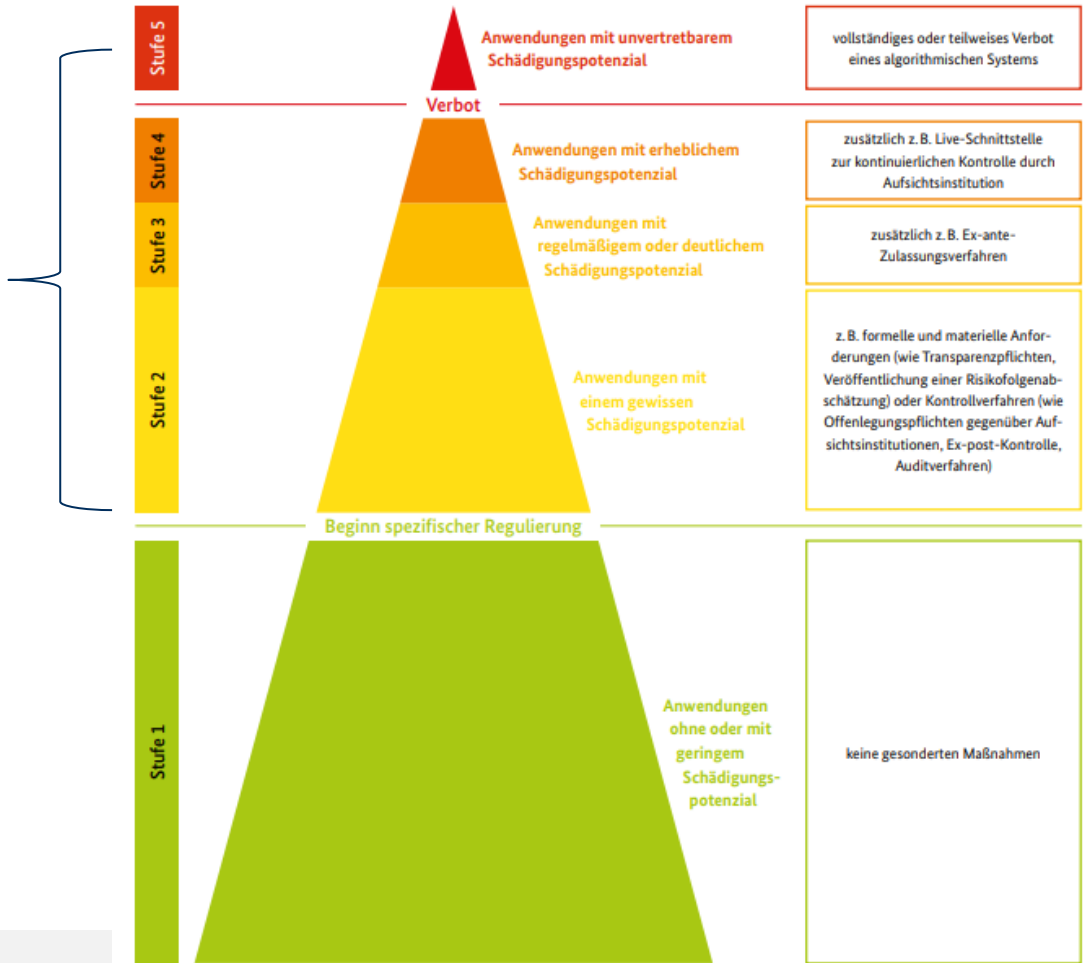 Stufe 5
Anwendungen mit unvertretbarem
Schädigungspotenzial
vollständiges oder teilweises Verbot
eines algorithmischen Systems
Verbot
Stufe 4
Anwendungen mit erheblichem
Schädigungspotenzial
zusätzlich z. B. Live-Schnittstelle
zur kontinuierlichen Kontrolle durch
Aufsichtsinstitution
Stufe 3
Anwendungen mit
regelmäßigem oder deutlichem
Schädigungspotenzial
zusätzlich z. B. Ex-ante-
Zulassungsverfahren
Stufe 2
Anwendungen mit
einem gewissen
Schädigungspotenzial
z. B. formelle und materielle Anfor-
derungen (wie Transparenzpflichten,
Veröffentlichung einer Risikofolgenab-
schätzung) oder Kontrollverfahren (wie
Offenlegungspflichten gegenüber Auf-
sichtsinstitutionen, Ex-post-Kontrolle,
Auditverfahren)
Beginn spezifischer Regulierung
Stufe 1
Anwendungen
ohne oder mit
geringem
Schädigungs-
potenzial
keine gesonderten Maßnahmen